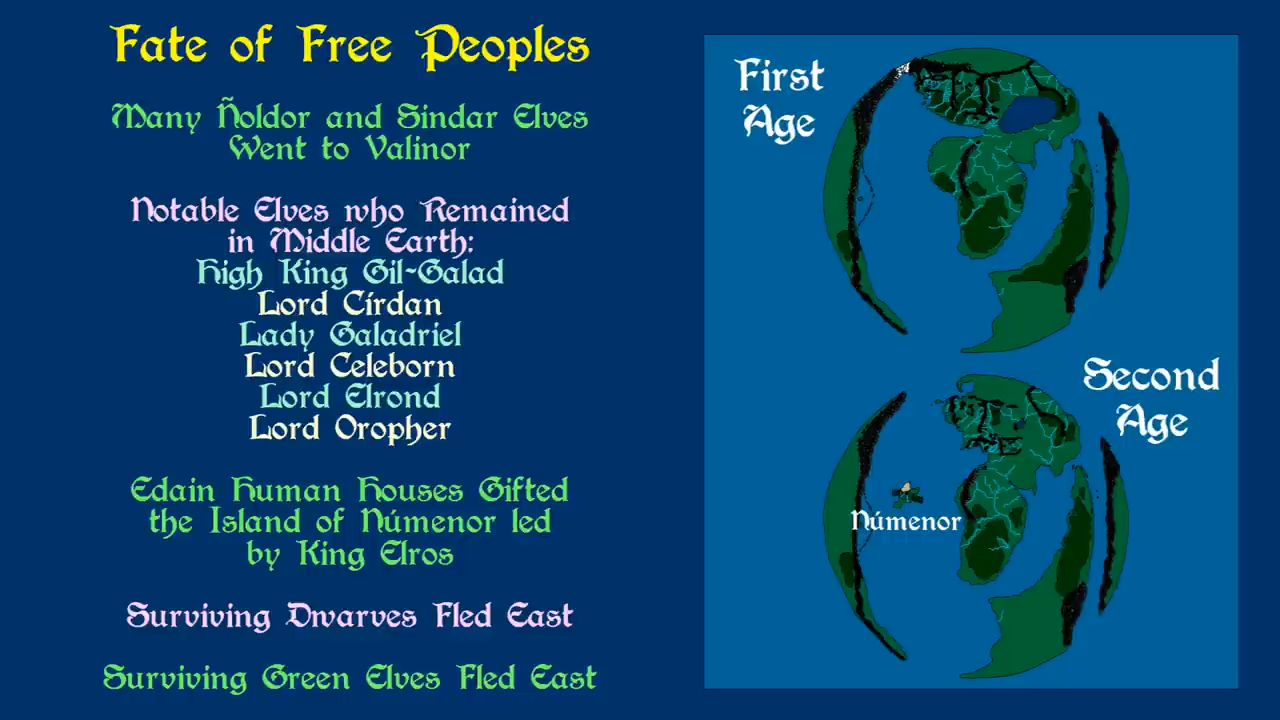 Fate of Free Peoples
Many Ñoldor and Sindar Elves
Went to Valinor
Notable Elves who Remained
in Middle Earth:
High King Gil-Galad
Lord Círdan
Lady Galadriel
Lord Celeborn
Lord Elrond
Lord Oropher
Edain Human Houses Gifted
the Island of Númenor led
by King Elros
Surviving Dwarves Fled East
Surviving Green Elves Fled East
First
Age
Second
Age
Númenor